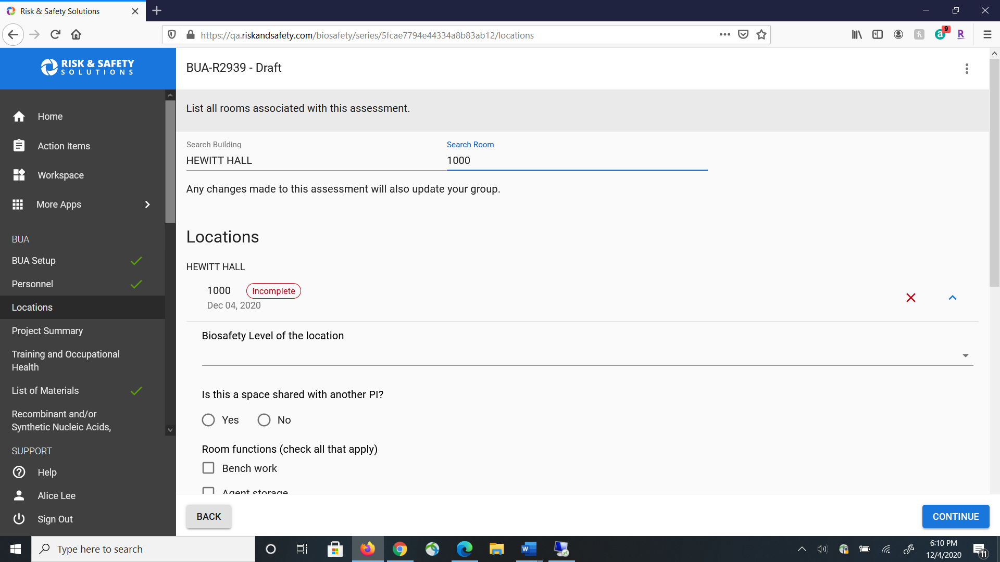 Risk & Safety Solutions
https://qa.riskandsafety.com/biosafety/series/5fcae7794e44334a8b83ab12/locations
9
RISK & SAFETY
SOLUTIONS
BUA-R2939 - Draft
Home
Action Items
Workspace
More Apps
BUA
BUA Setup
Personnel
Locations
Project Summary
Training and Occupational
Health
List of Materials
Recombinant and/or
Synthetic Nucleic Acids,
SUPPORT
Help
Alice Lee
Sign Out
List all rooms associated with this assessment.
Search Building
Search Room
HEWITT HALL
1000
Any changes made to this assessment will also update your group.
Locations
HEWITT HALL
1000 Incomplete
Dec 04, 2020
Biosafety Level of the location
Is this a space shared with another PI?
Yes No
Room functions (check all that apply)
Bench work
Agent storage
BACK
CONTINUE
Type here to search
6:10 PM
12/4/2020
11